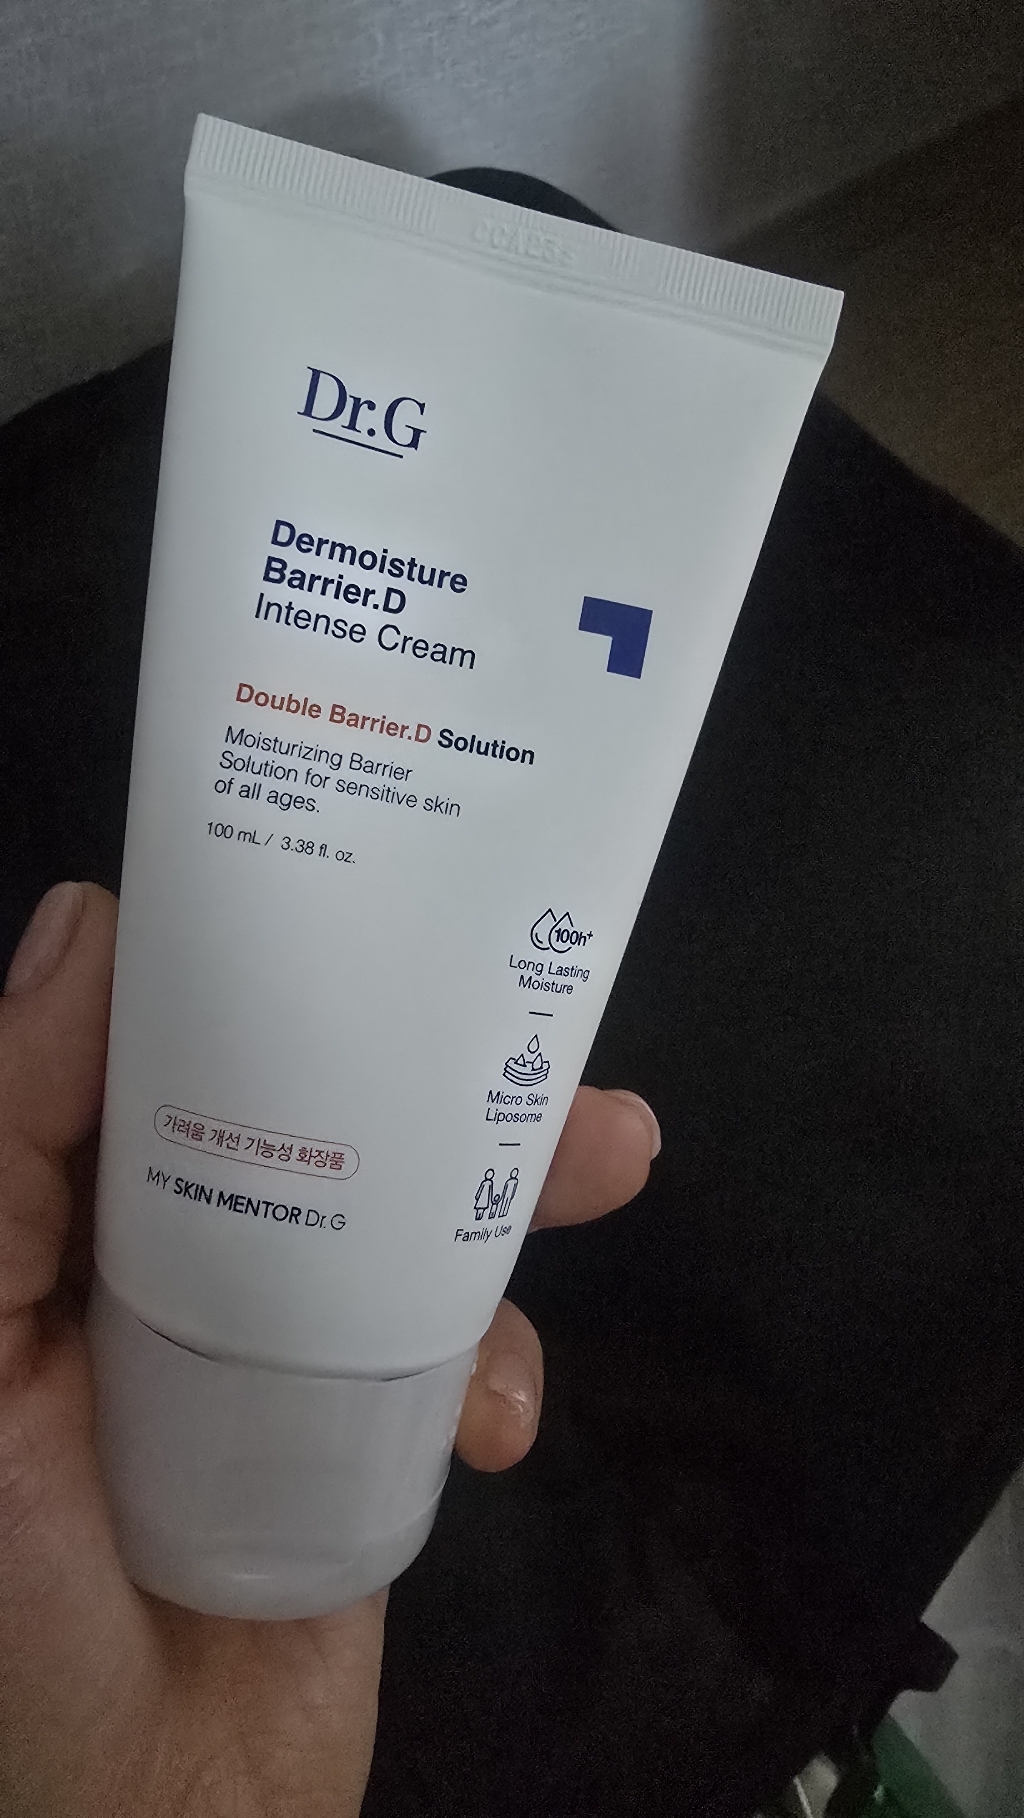 Dr.G
Dermoisture
Barrier.D
Intense Cream
Double Barrier.D Solution
Moisturizing Barrier
Solution for sensitive skin
of all ages.
100 mL / 3.38 fl. oz.
100h+
Long Lasting
Moisture
Micro Skin
Liposome
Family Use
가려움 개선 기능성 화장품
MY SKIN MENTOR Dr.G